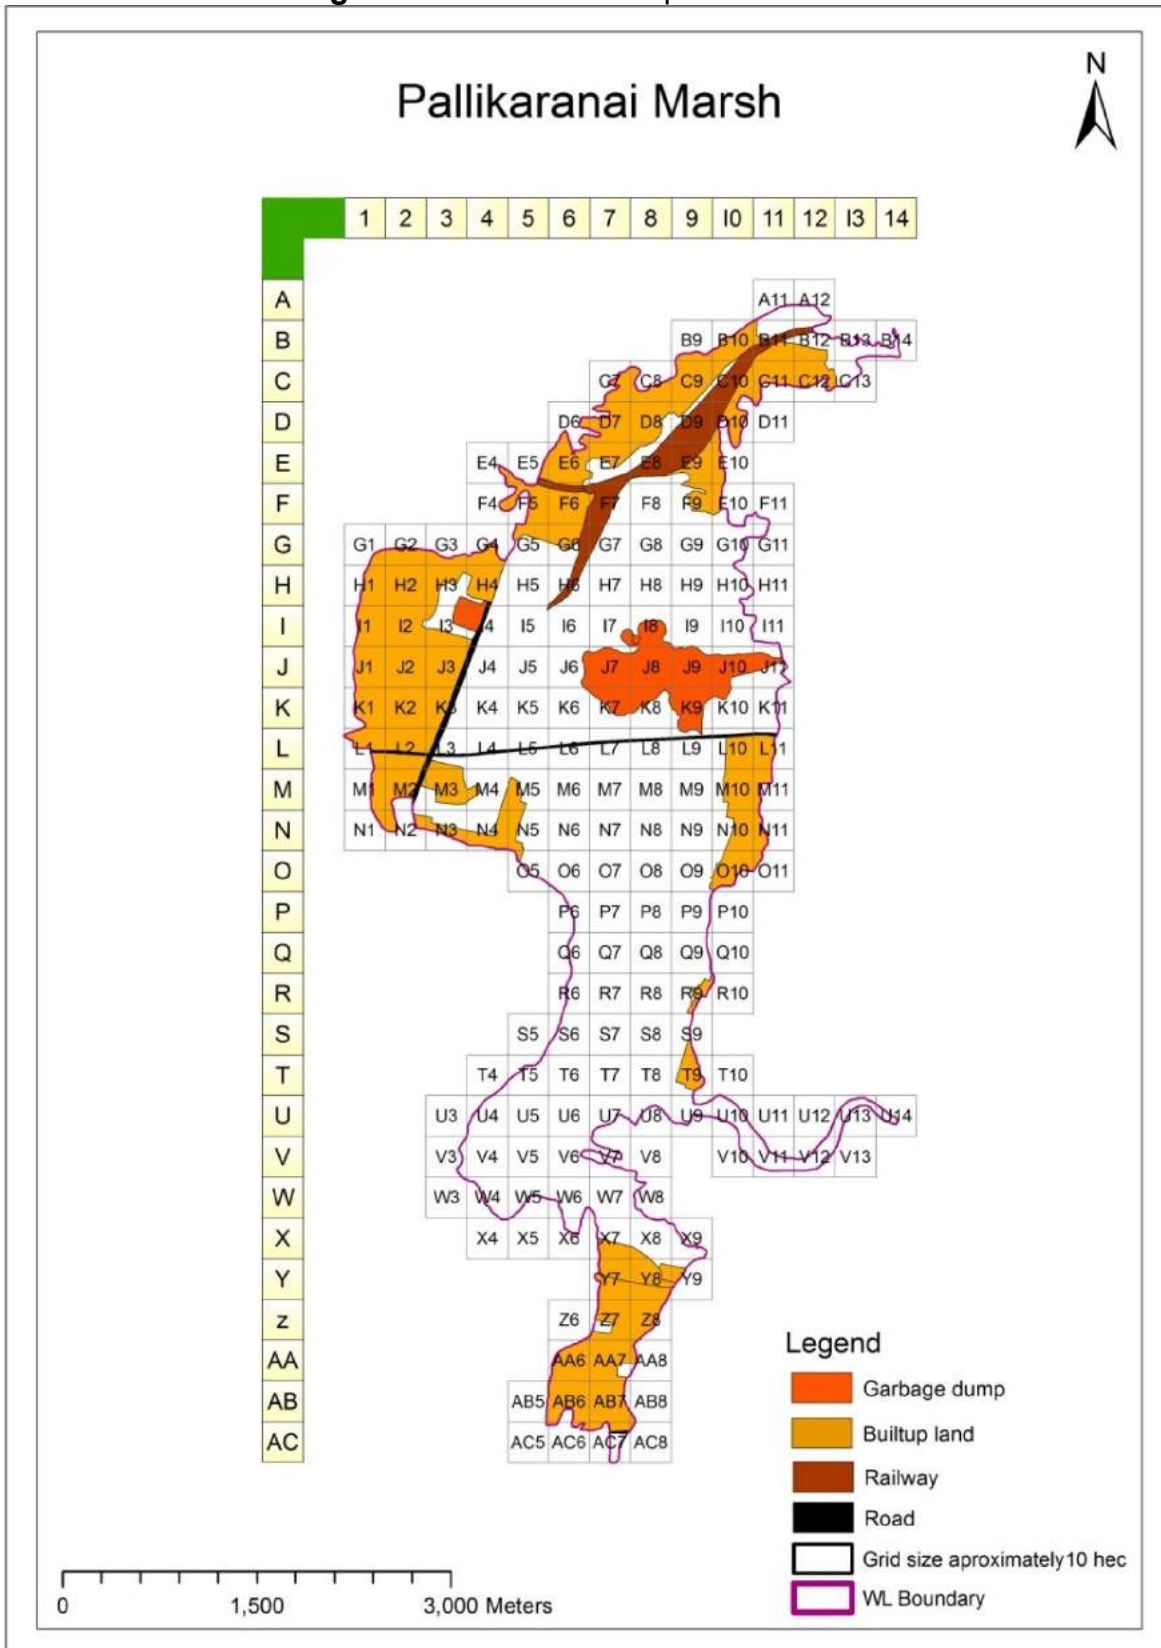 Pallikaranai Marsh
N
1 2 3 4 5 6 7 8 9 I0 11 12 I3 14
A A11 A12
B B9 B10 B11 B12 B13 B14
C C7 C8 C9 C10 C11 C12 C13
D D6 D7 D8 D9 D10 D11
E E4 E5 E6 E7 E8 E9 E10
F F4 F5 F6 F7 F8 F9 E10 F11
G G1 G2 G3 G4 G5 G6 G7 G8 G9 G10 G11
H H1 H2 H3 H4 H5 H6 H7 H8 H9 H10 H11
I I1 I2 I3 I4 I5 I6 I7 I8 I9 I10 I11
J J1 J2 J3 J4 J5 J6 J7 J8 J9 J10 J11
K K1 K2 K3 K4 K5 K6 K7 K8 K9 K10 K11
L L1 L2 L3 L4 L5 L6 L7 L8 L9 L10 L11
M M1 M2 M3 M4 M5 M6 M7 M8 M9 M10 M11
N N1 N2 N3 N4 N5 N6 N7 N8 N9 N10 N11
O O5 O6 O7 O8 O9 O10 O11
P P6 P7 P8 P9 P10
Q Q6 Q7 Q8 Q9 Q10
R R6 R7 R8 R9 R10
S S5 S6 S7 S8 S9
T T4 T5 T6 T7 T8 T9 T10
U U3 U4 U5 U6 U7 U8 U9 U10 U11 U12 U13 U14
V V3 V4 V5 V6 V7 V8 V10 V11 V12 V13
W W3 W4 W5 W6 W7 W8
X X4 X5 X6 X7 X8 X9
Y Y7 Y8 Y9
z Z6 Z7 Z8
AA AA6 AA7 AA8
AB AB5 AB6 AB7 AB8
AC AC5 AC6 AC7 AC8
Legend
Garbage dump
Builtup land
Railway
Road
Grid size aproximately10 hec
WL Boundary
0 1,500 3,000 Meters